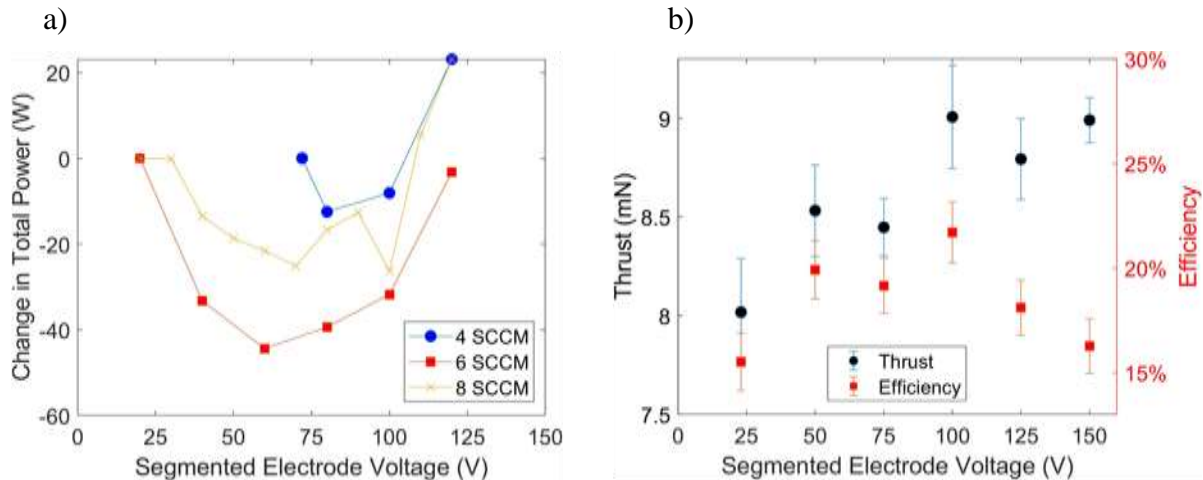 a)
Change in Total Power (W)
20
0
-20
-40
-60
0 25 50 75 100 125 150
Segmented Electrode Voltage (V)
4 SCCM
6 SCCM
8 SCCM
b)
Thrust (mN)
9
8.5
8
7.5
0 25 50 75 100 125 150
Segmented Electrode Voltage (V)
Thrust
Efficiency
30%
25%
20%
15%
Efficiency